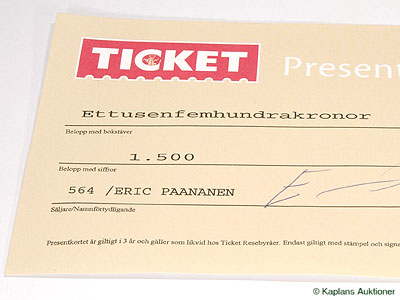 TICKET
Present
Ettusenfemhundrakronor
Belopp med bokstäver
1.500
Belopp med siffror
564 /ERIC PAANANEN
Säljare/Namnförtydligande
Presentkortet är giltigt i 3 år och gäller som likvid hos Ticket Resebyråer. Endast giltigt med stämpel och signa
© Kaplans Auktioner